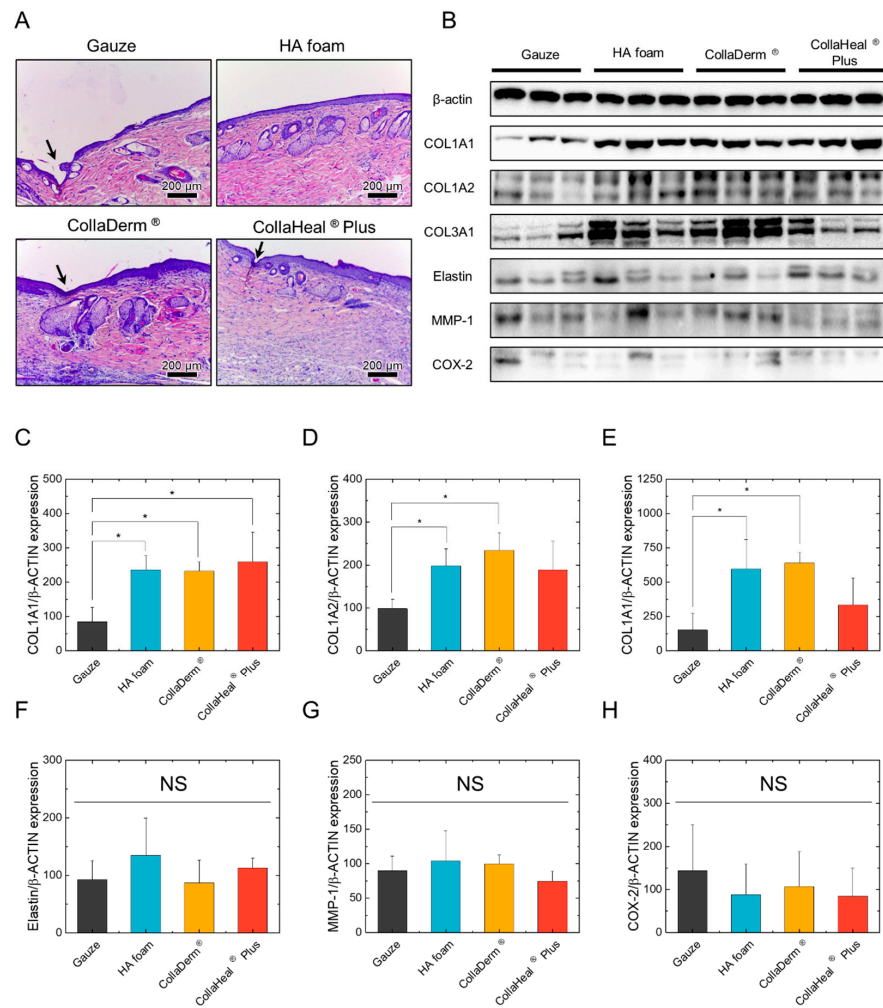 A
Gauze
HA foam
200 µm
200 µm
CollaDerm ®
CollaHeal ® Plus
200 µm
200 µm
B
Gauze
HA foam
CollaDerm ®
CollaHeal ®
Plus
β-actin
COL1A1
COL1A2
COL3A1
Elastin
MMP-1
COX-2
C
COL1A1/β-ACTIN expression
500
400
300
200
100
0
* 
*
*
Gauze
HA foam
CollaDerm®
CollaHeal ® Plus
D
COL1A2/β-ACTIN expression
400
300
200
100
0
*
*
Gauze
HA foam
CollaDerm®
CollaHeal ® Plus
E
COL1A1/β-ACTIN expression
1250
1000
750
500
250
0
*
*
Gauze
HA foam
CollaDerm®
CollaHeal ® Plus
F
Elastin/β-ACTIN expression
300
200
100
0
NS
Gauze
HA foam
CollaDerm®
CollaHeal ® Plus
G
MMP-1/β-ACTIN expression
250
200
150
100
50
0
NS
Gauze
HA foam
CollaDerm®
CollaHeal ® Plus
H
COX-2/β-ACTIN expression
400
300
200
100
0
NS
Gauze
HA foam
CollaDerm®
CollaHeal ® Plus